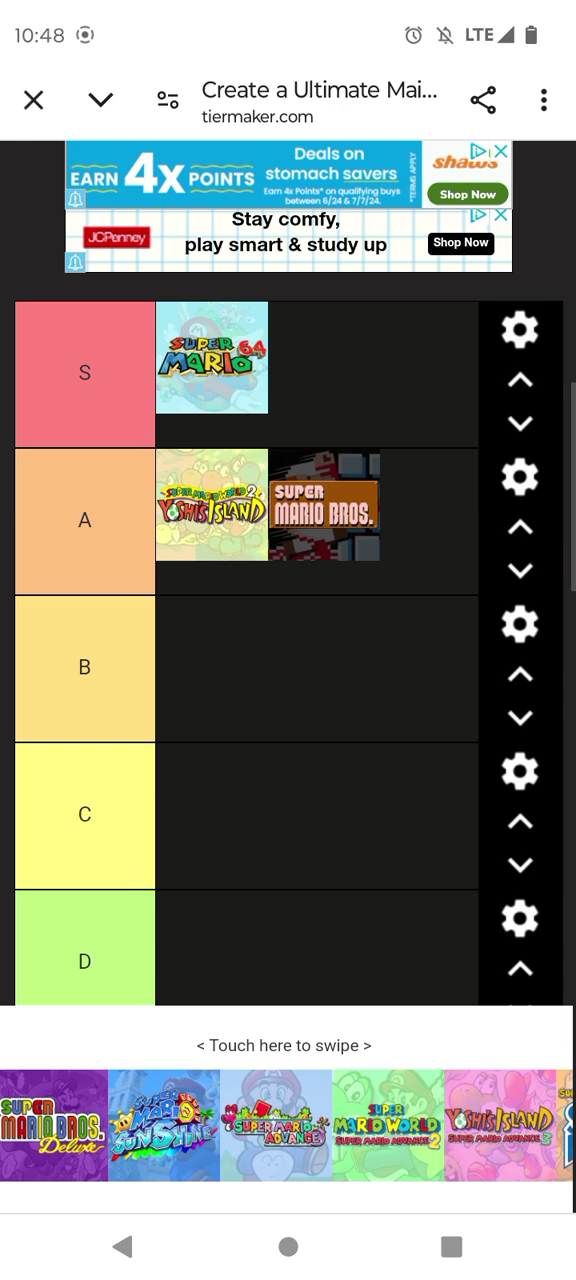 10:48
LTE
Create a Ultimate Mai...
tiermaker.com
EARN 4x POINTS
Deals on
stomach savers
Earn 4x Points* on qualifying buys
between 6/24 & 7/7/24.
*TERMS APPLY
shaws
Shop Now
JCPenney
Stay comfy,
play smart & study up
Shop Now
S
SUPER
MARIO 64
A
SUPER MARIO WORLD 2
YOSHI'S ISLAND
SUPER
MARIO BROS.
B
C
D
< Touch here to swipe >
SUPER
MARIO BROS.
Deluxe
SUPER
MARIO
SUNSHINE
SUPER MARIO
ADVANCE
SUPER
MARIO WORLD
SUPER MARIO ADVANCE 2
YOSHI'S ISLAND
SUPER MARIO ADVANCE 3